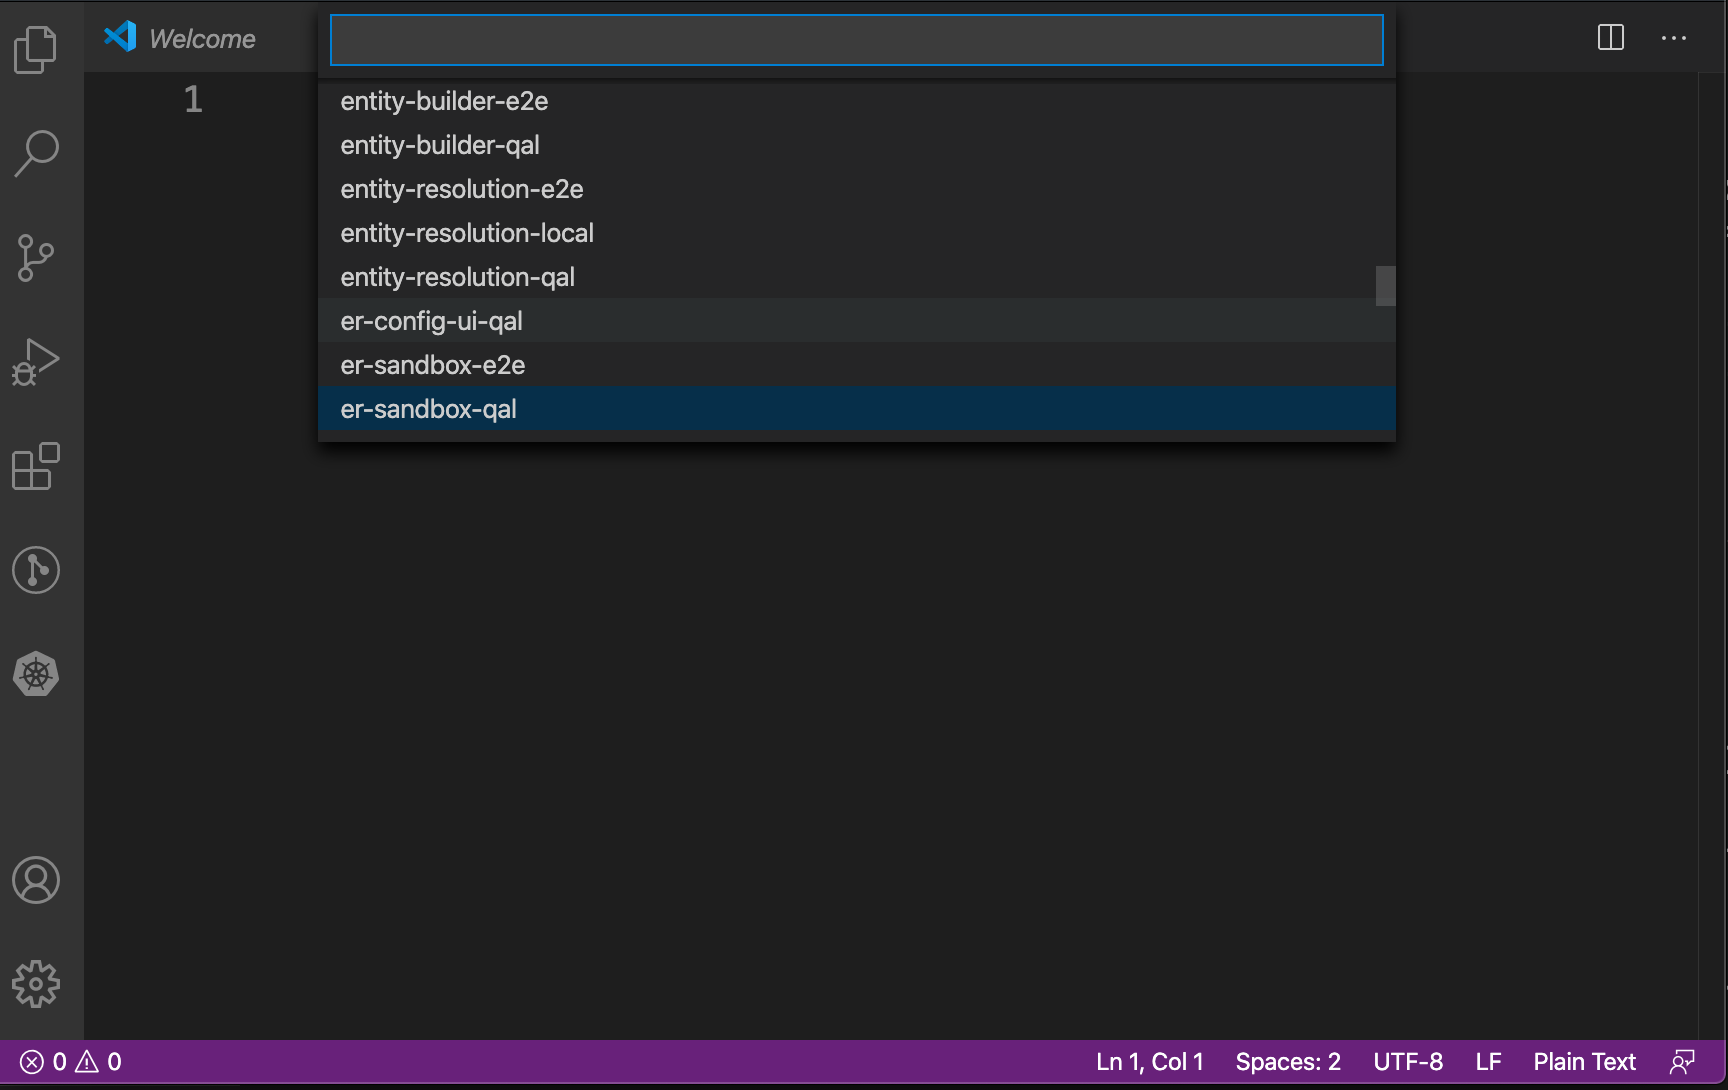 Welcome
1
entity-builder-e2e
entity-builder-qal
entity-resolution-e2e
entity-resolution-local
entity-resolution-qal
er-config-ui-qal
er-sandbox-e2e
er-sandbox-qal
0 0 Ln 1, Col 1 Spaces: 2 UTF-8 LF Plain Text